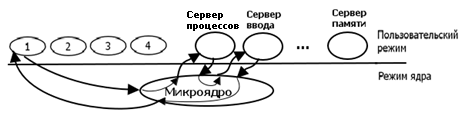 Сервер процессов
Сервер ввода
Сервер памяти
1 2 3 4
...
Пользовательский режим
Режим ядра
Микроядро